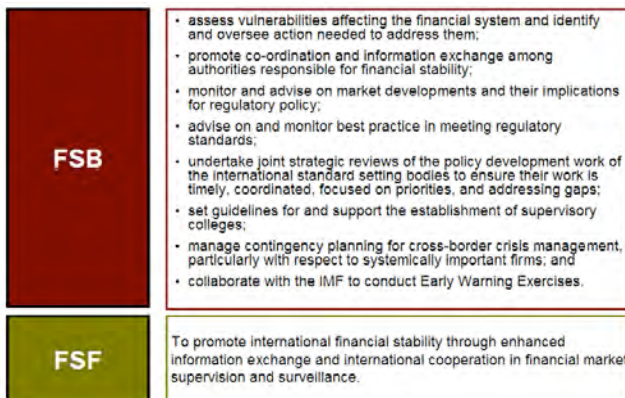 FSB
• assess vulnerabilities affecting the financial system and identify
and oversee action needed to address them;
• promote co-ordination and information exchange among
authorities responsible for financial stability;
• monitor and advise on market developments and their implications
for regulatory policy;
• advise on and monitor best practice in meeting regulatory
standards;
• undertake joint strategic reviews of the policy development work of
the international standard setting bodies to ensure their work is
timely, coordinated, focused on priorities, and addressing gaps;
• set guidelines for and support the establishment of supervisory
colleges;
• manage contingency planning for cross-border crisis management,
particularly with respect to systemically important firms; and
• collaborate with the IMF to conduct Early Warning Exercises.
FSF
To promote international financial stability through enhanced
information exchange and international cooperation in financial market
supervision and surveillance.